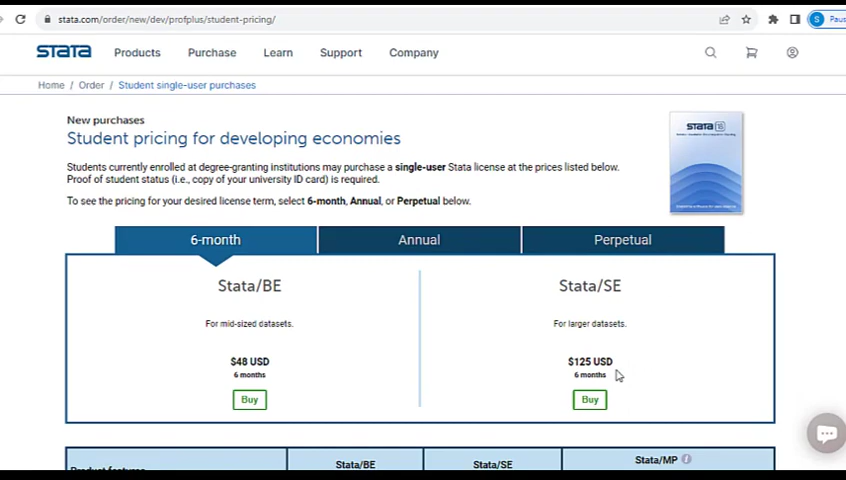 stata.com/order/new/dev/profplus/student-pricing/
S
stata
Products
Purchase
Learn
Support
Company
Home / Order / Student single-user purchases
New purchases
Student pricing for developing economies
Students currently enrolled at degree-granting institutions may purchase a single-user Stata license at the prices listed below.
Proof of student status (i.e., copy of your university ID card) is required.
To see the pricing for your desired license term, select 6-month, Annual, or Perpetual below.
stata 18
6-month
Annual
Perpetual
Stata/BE
For mid-sized datasets.
$48 USD
6 months
Buy
Stata/SE
For larger datasets.
$125 USD
6 months
Buy
Product features
Stata/BE
Stata/SE
Stata/MP